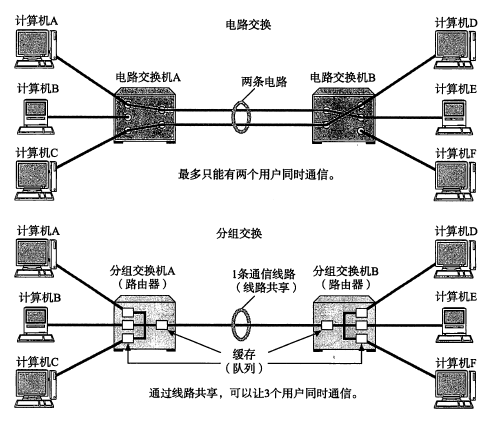 电路交换
计算机A
计算机D
电路交换机A
两条电路
电路交换机B
计算机B
计算机E
计算机C
计算机F
最多只能有两个用户同时通信。
分组交换
计算机A
计算机D
分组交换机A
（路由器）
1条通信线路
（线路共享）
分组交换机B
（路由器）
计算机B
计算机E
缓存
（队列）
计算机C
计算机F
通过线路共享，可以让3个用户同时通信。